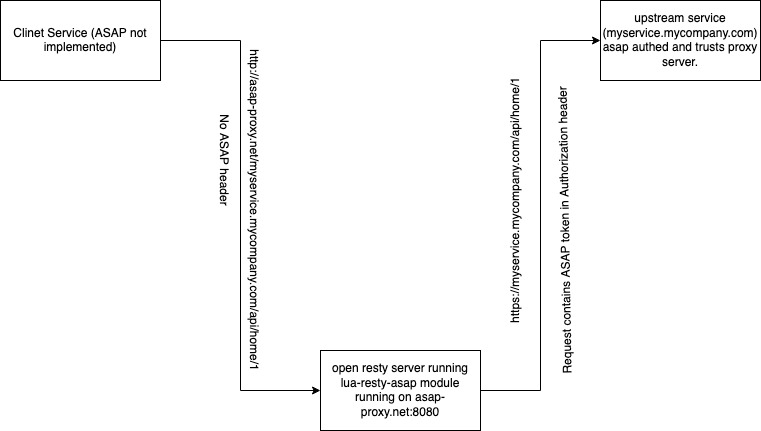 Clinet Service (ASAP not
implemented)
http://asap-proxy.net/myservice.mycompany.com/api/home/1
No ASAP header
open resty server running
lua-resty-asap module
running on asap-
proxy.net:8080
https://myservice.mycompany.com/api/home/1
Request contains ASAP token in Authorization header
upstream service
(myservice.mycompany.com)
asap authed and trusts proxy
server.